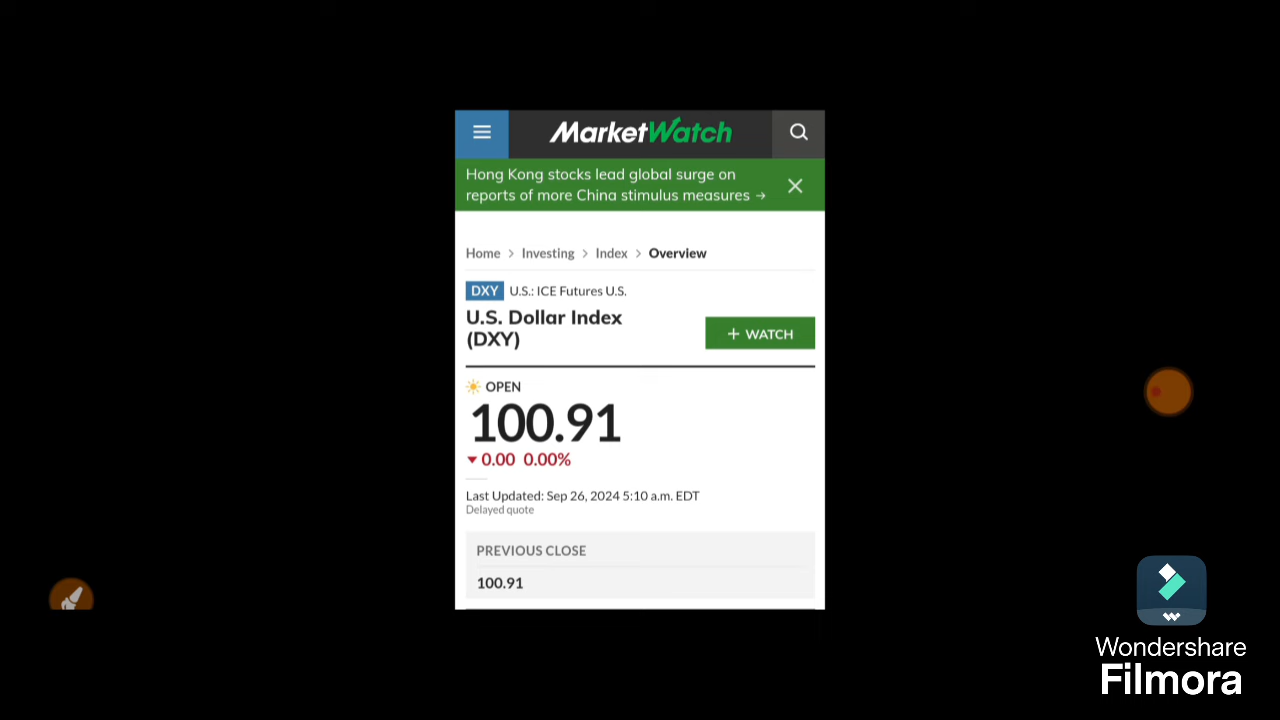 MarketWatch
Hong Kong stocks lead global surge on
reports of more China stimulus measures →
Home > Investing > Index > Overview
DXY U.S.: ICE Futures U.S.
U.S. Dollar Index
(DXY)
+ WATCH
OPEN
100.91
0.00 0.00%
Last Updated: Sep 26, 2024 5:10 a.m. EDT
Delayed quote
PREVIOUS CLOSE
100.91
Wondershare
Filmora